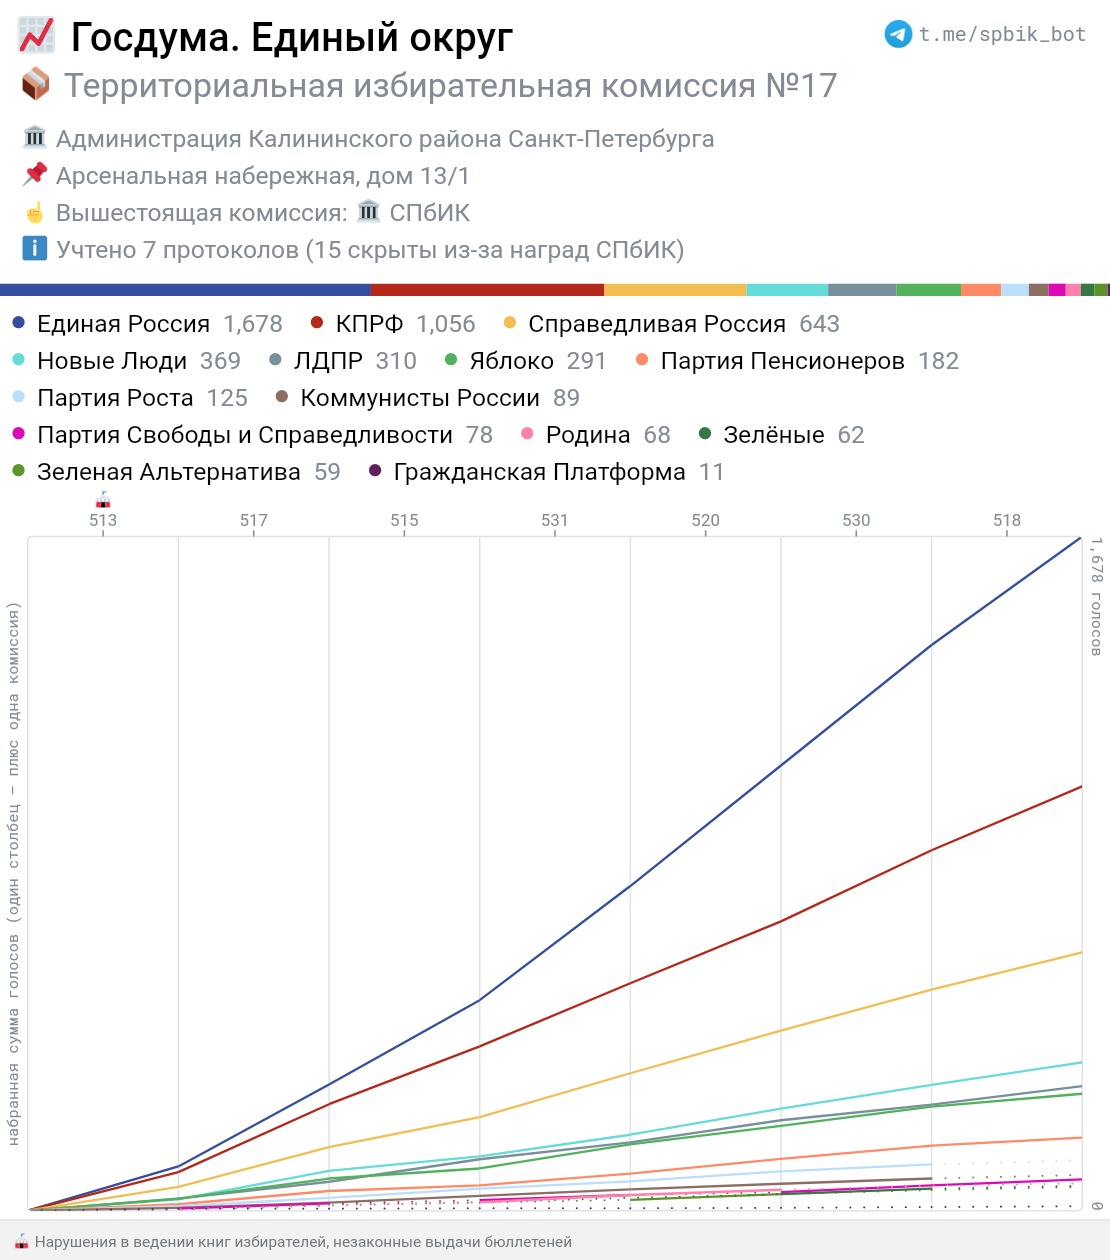 Госдума. Единый округ
t.me/spbik_bot
Территориальная избирательная комиссия №17
Администрация Калининского района Санкт-Петербурга
Арсенальная набережная, дом 13/1
Вышестоящая комиссия: СПбИК
Учтено 7 протоколов (15 скрыты из-за наград СПбИК)
Единая Россия 1,678 КПРФ 1,056 Справедливая Россия 643
Новые Люди 369 ЛДПР 310 Яблоко 291 Партия Пенсионеров 182
Партия Роста 125 Коммунисты России 89
Партия Свободы и Справедливости 78 Родина 68 Зелёные 62
Зеленая Альтернатива 59 Гражданская Платформа 11
513 517 515 531 520 530 518
1,678 голосов
набранная сумма голосов (один столбец — плюс одна комиссия)
0
Нарушения в ведении книг избирателей, незаконные выдачи бюллетеней